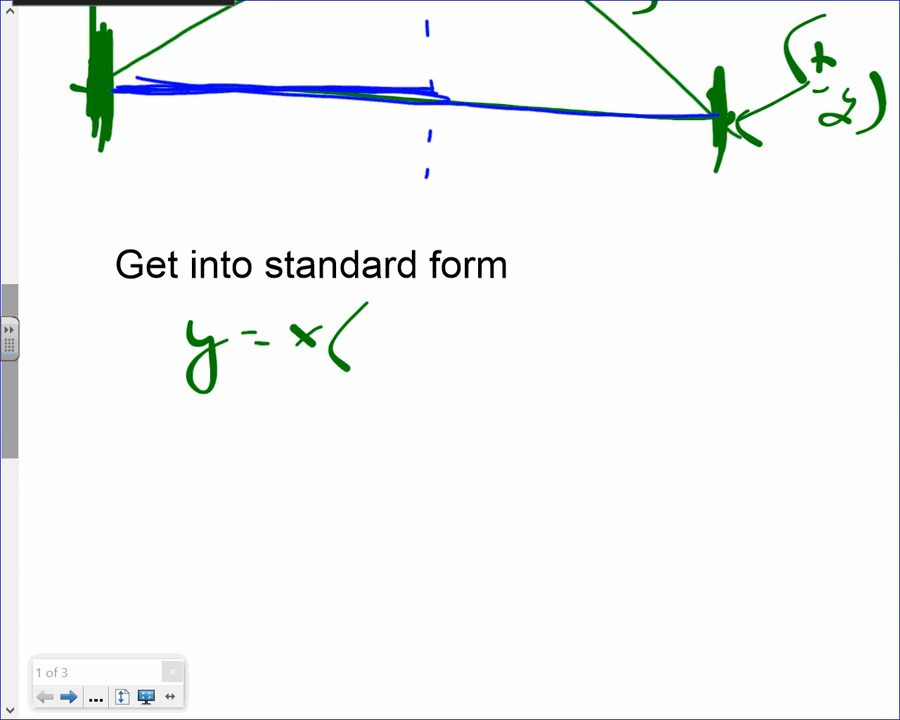 Get into standard form
y = x(
1 of 3